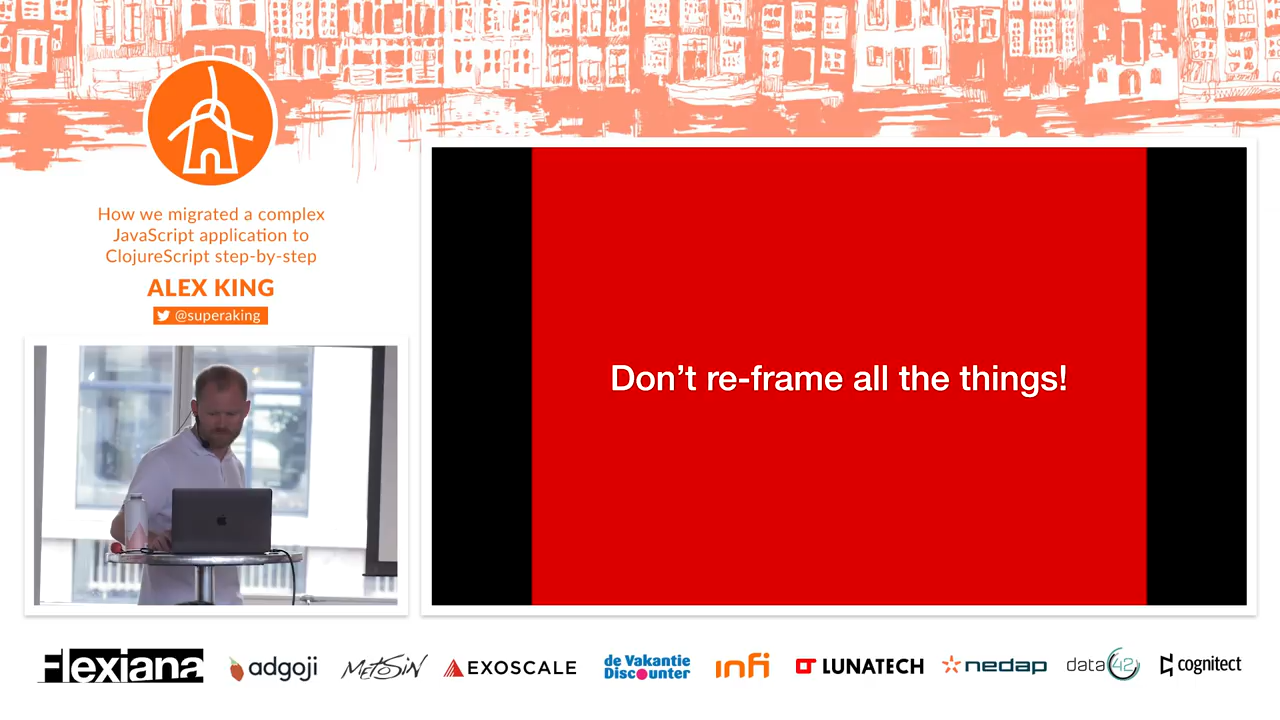 How we migrated a complex
JavaScript application to
ClojureScript step-by-step
ALEX KING
@superaking
Don't re-frame all the things!
Flexiana
adgoji
METOSIN
EXOSCALE
de Vakantie
Discounter
infi
LUNATECH
nedap
data42
cognitect